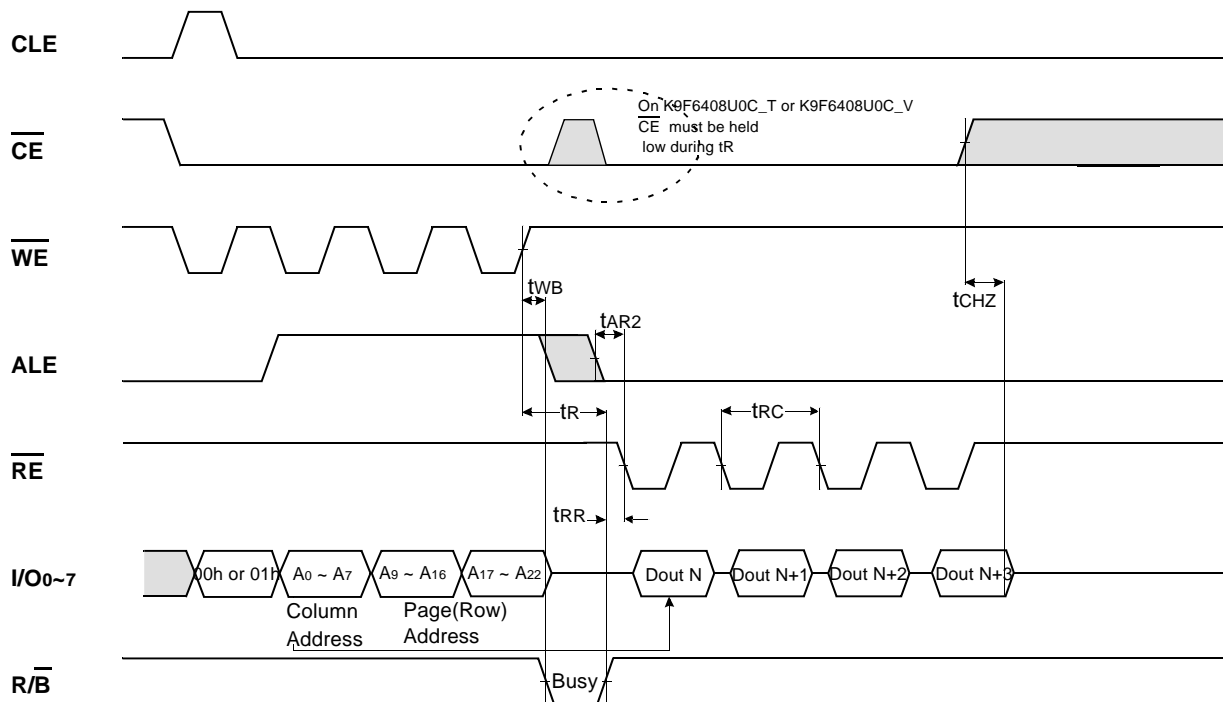 CLE
On K9F6408U0C_T or K9F6408U0C_V
CE must be held
low during tR
CE
WE
tWB
tCHZ
tAR2
ALE
tR
tRC
RE
tRR
I/O0~7
00h or 01h
A0 ~ A7
A9 ~ A16
A17 ~ A22
Dout N
Dout N+1
Dout N+2
Dout N+3
Column
Address
Page(Row)
Address
R/B
Busy